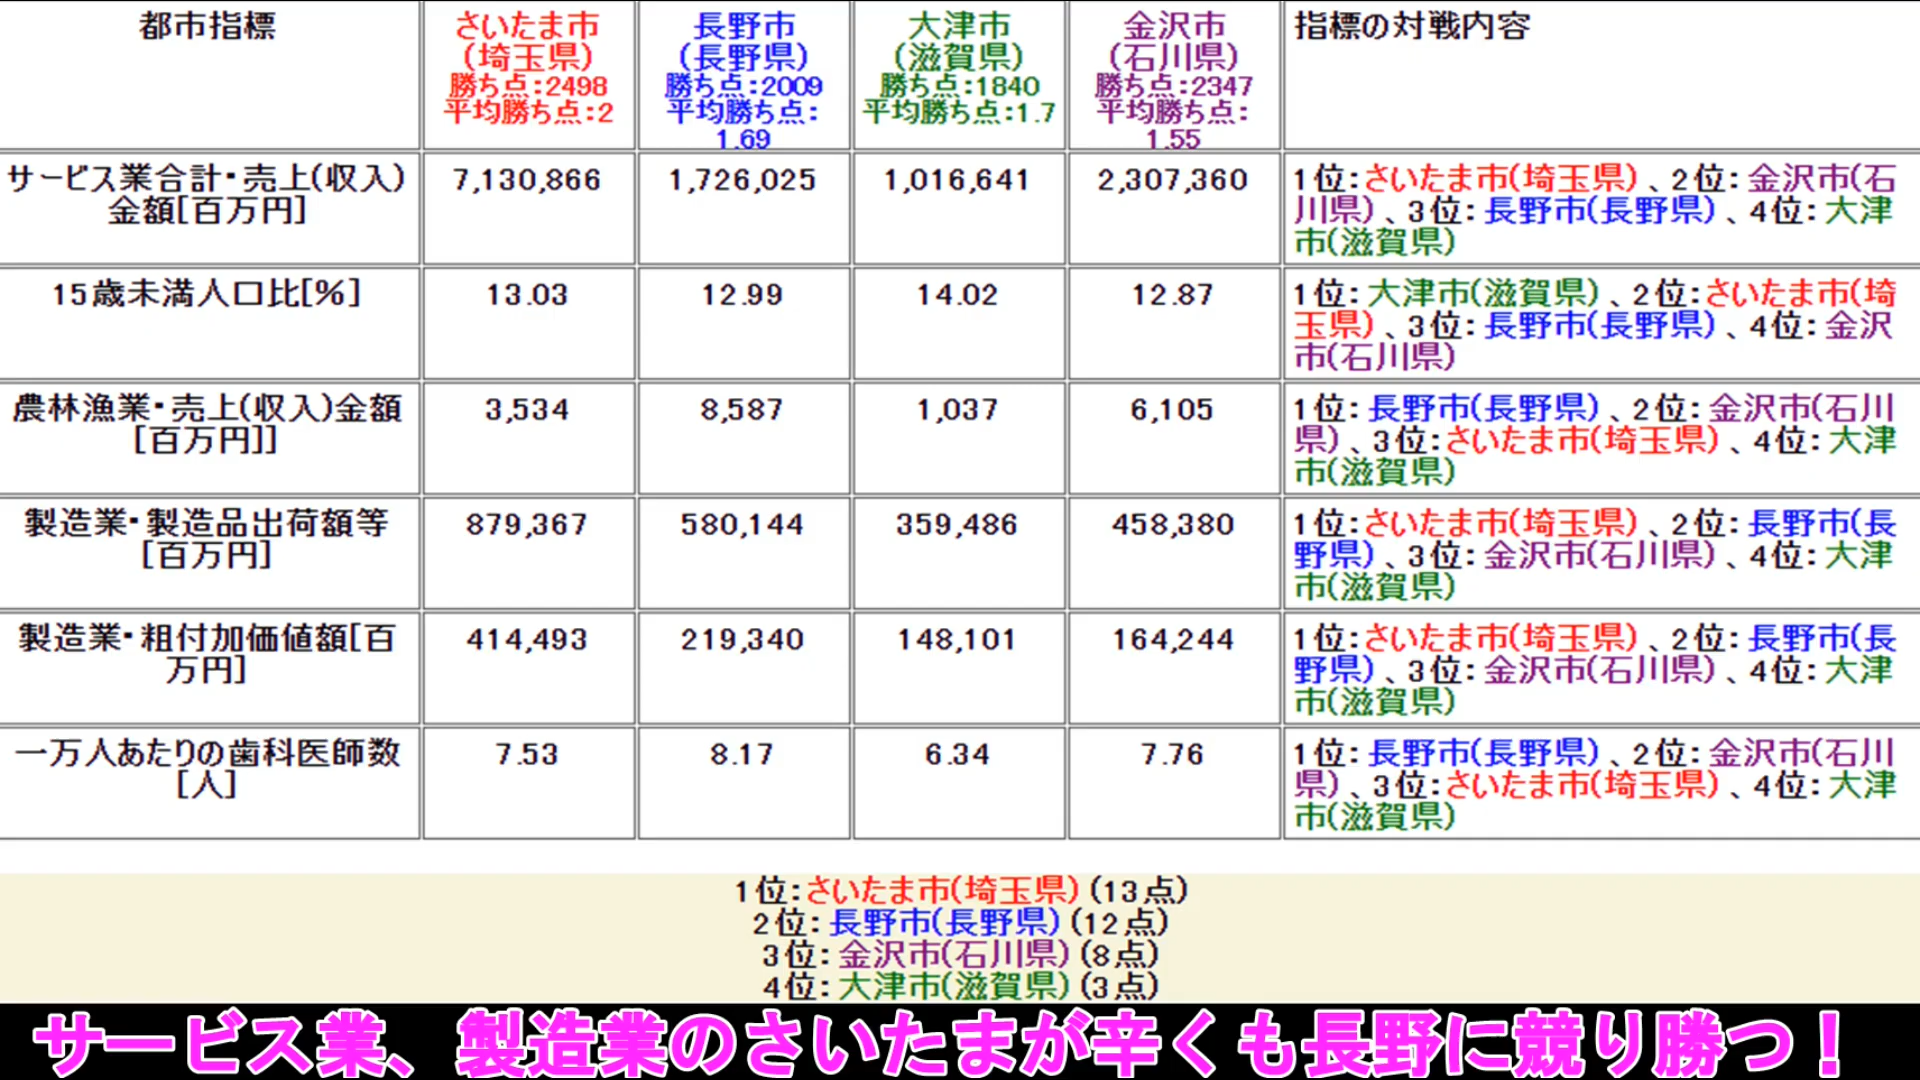 都市指標
さいたま市
(埼玉県)
勝ち点:2498
平均勝ち点:2
長野市
(長野県)
勝ち点:2009
平均勝ち点:
1.69
大津市
(滋賀県)
勝ち点:1840
平均勝ち点:1.7
金沢市
(石川県)
勝ち点:2347
平均勝ち点:
1.55
指標の対戦内容
サービス業合計・売上(収入)
金額[百万円]
7,130,866
1,726,025
1,016,641
2,307,360
1位:さいたま市(埼玉県)、2位:金沢市(石
川県)、3位:長野市(長野県)、4位:大津
市(滋賀県)
15歳未満人口比[%]
13.03
12.99
14.02
12.87
1位:大津市(滋賀県)、2位:さいたま市(埼
玉県)、3位:長野市(長野県)、4位:金沢
市(石川県)
農林漁業・売上(収入)金額
[百万円]]
3,534
8,587
1,037
6,105
1位:長野市(長野県)、2位:金沢市(石川
県)、3位:さいたま市(埼玉県)、4位:大津
市(滋賀県)
製造業・製造品出荷額等
[百万円]
879,367
580,144
359,486
458,380
1位:さいたま市(埼玉県)、2位:長野市(長
野県)、3位:金沢市(石川県)、4位:大津
市(滋賀県)
製造業・粗付加価値額[百
万円]
414,493
219,340
148,101
164,244
1位:さいたま市(埼玉県)、2位:長野市(長
野県)、3位:金沢市(石川県)、4位:大津
市(滋賀県)
一万人あたりの歯科医師数
[人]
7.53
8.17
6.34
7.76
1位:長野市(長野県)、2位:金沢市(石川
県)、3位:さいたま市(埼玉県)、4位:大津
市(滋賀県)
1位:さいたま市(埼玉県)(13点)
2位:長野市(長野県)(12点)
3位:金沢市(石川県)(8点)
4位:大津市(滋賀県)(3点)
サービス業、製造業のさいたまが辛くも長野に競り勝つ！